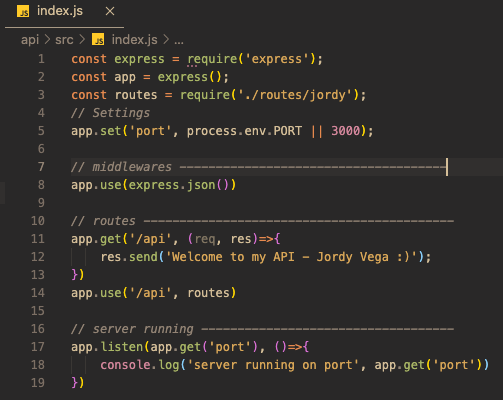 JS index.js ×
api > src > JS index.js > ...
1 const express = require('express');
2 const app = express();
3 const routes = require('./routes/jordy');
4 // Settings
5 app.set('port', process.env.PORT || 3000);
6
7 // middlewares -------------------------------------
8 app.use(express.json())
9
10 // routes -------------------------------------------
11 app.get('/api', (req, res)=>{
12     res.send('Welcome to my API - Jordy Vega :)');
13 })
14 app.use('/api', routes)
15
16 // server running -----------------------------------
17 app.listen(app.get('port'), ()=>{
18     console.log('server running on port', app.get('port'))
19 })